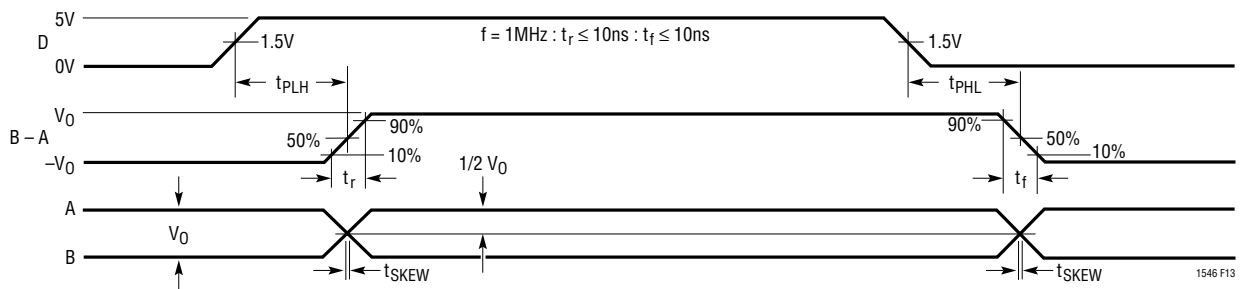 5V
D
1.5V
f = 1MHz : tr ≤ 10ns : tf ≤ 10ns
1.5V
0V
tPLH
tPHL
VO
90%
90%
B – A
50%
50%
10%
10%
–VO
tr
1/2 VO
tf
A
VO
B
tSKEW
tSKEW
1546 F13